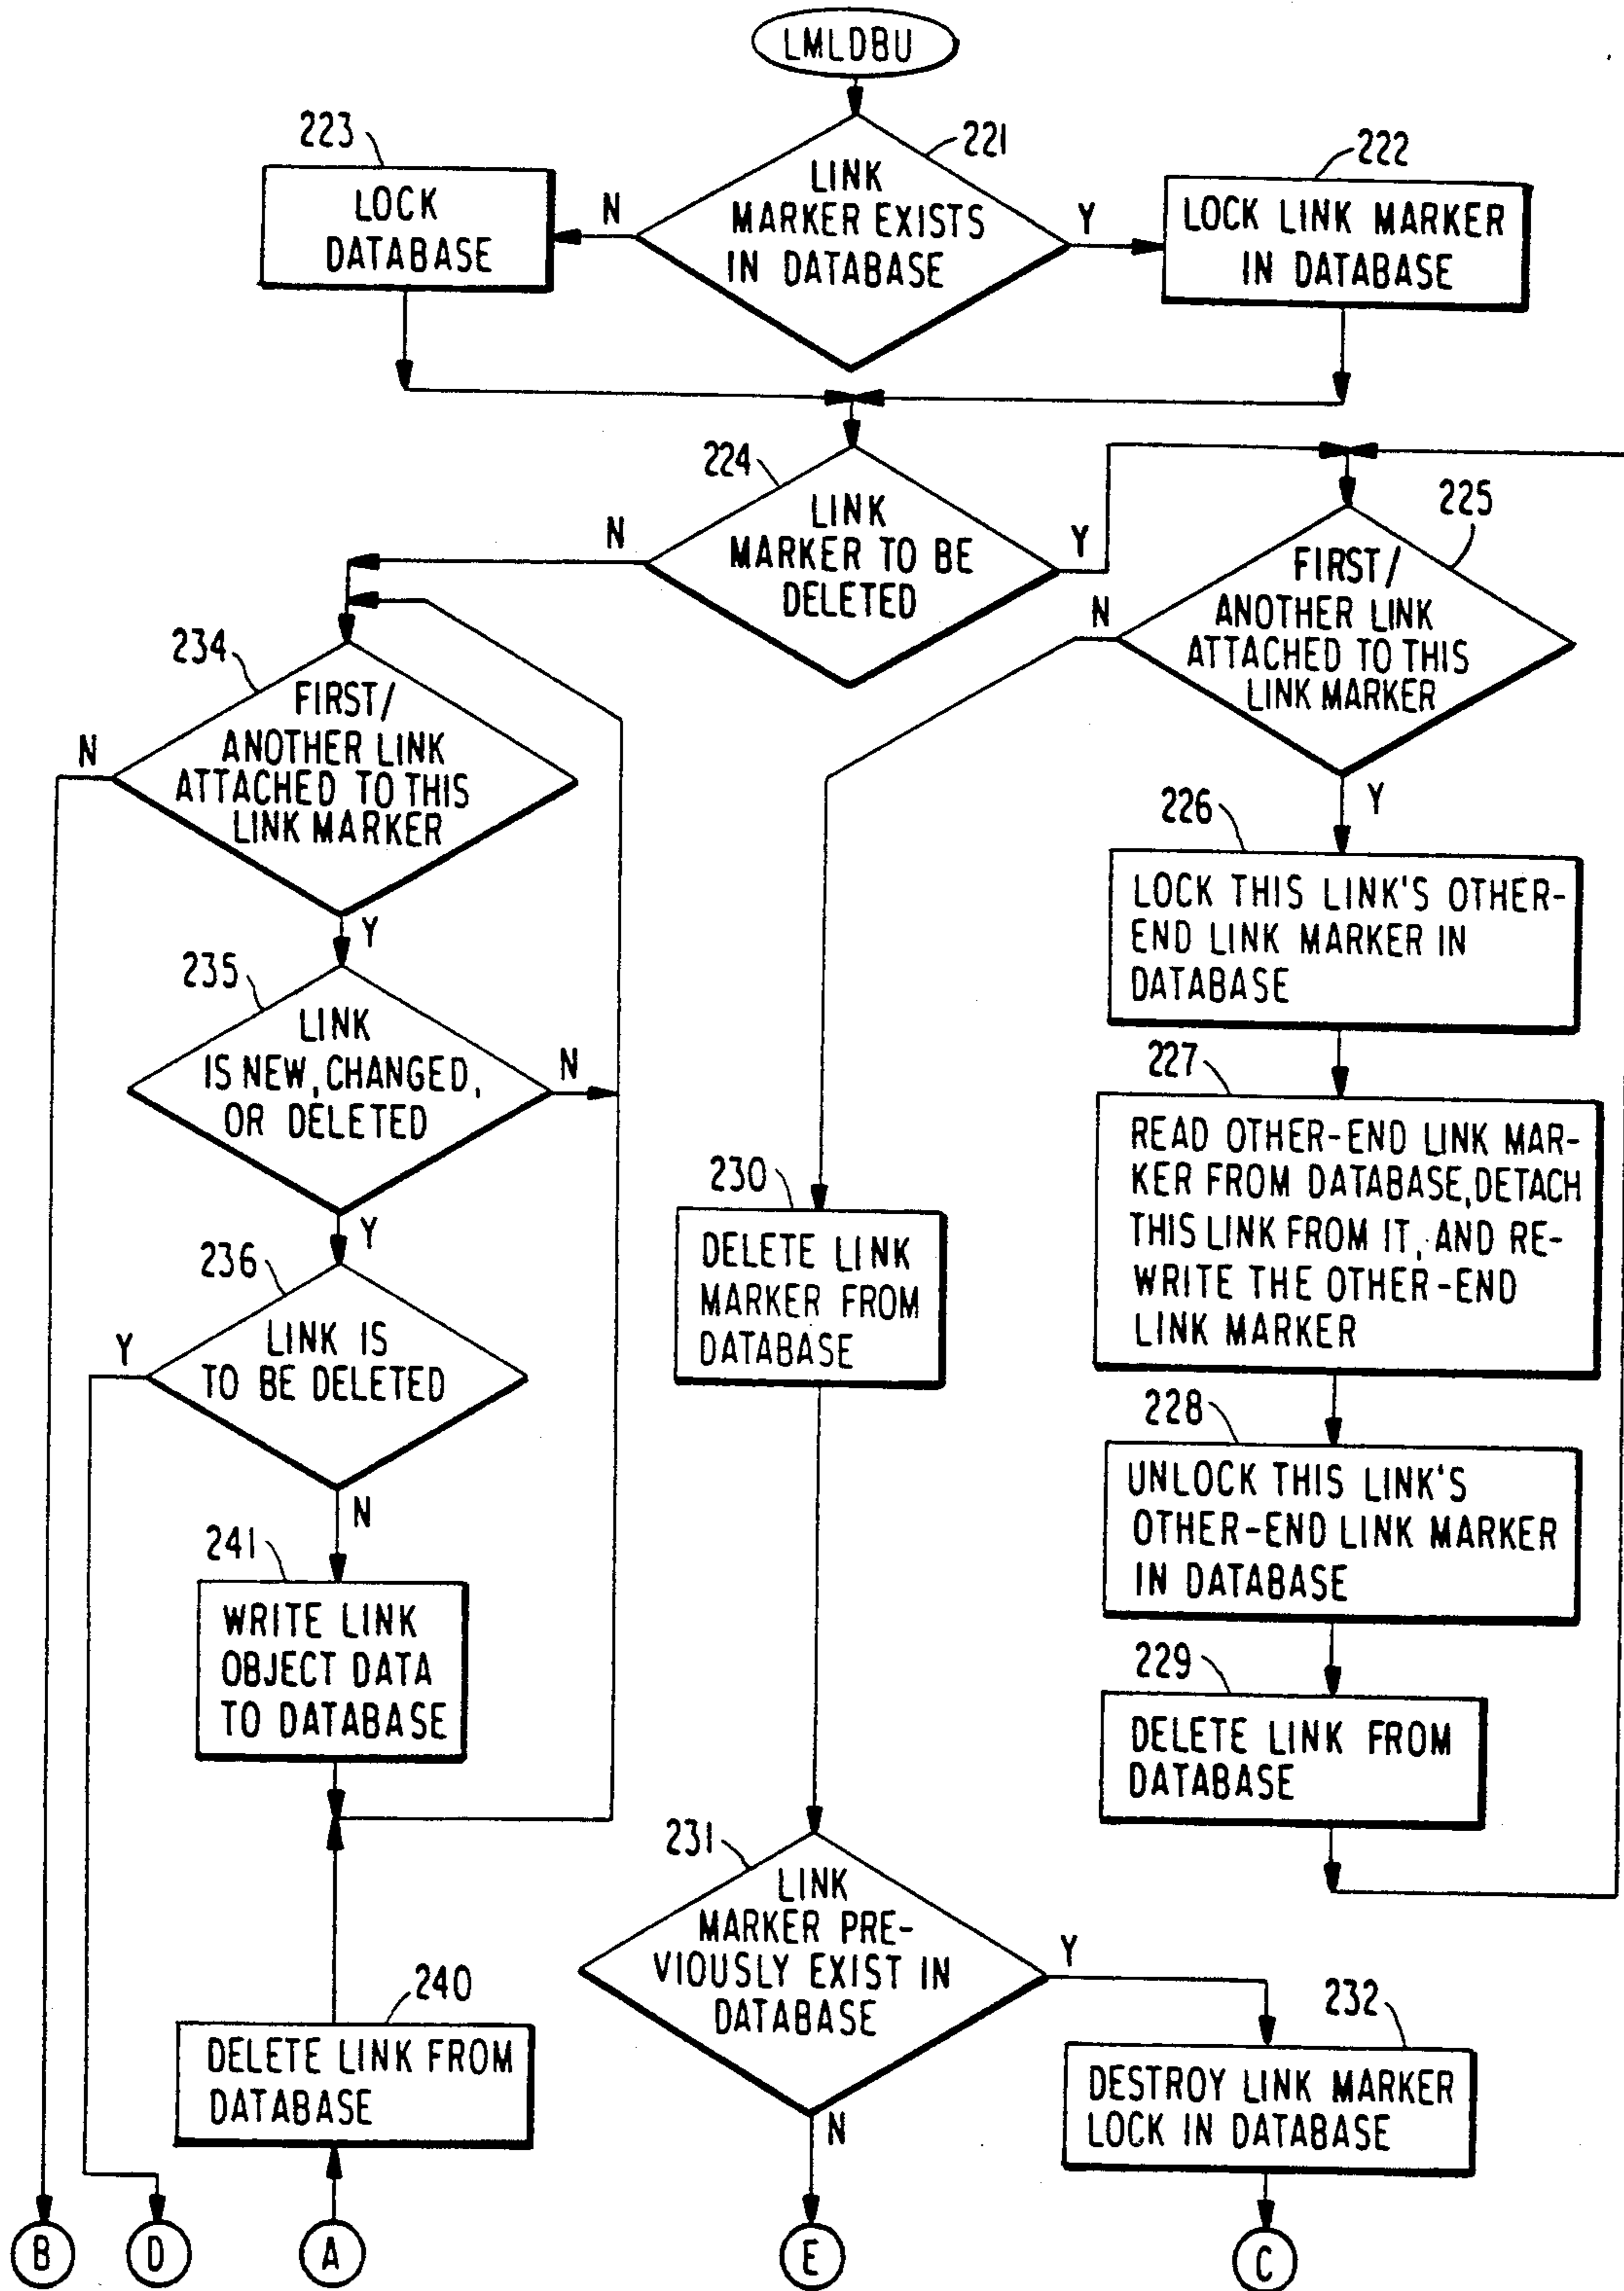 LMLDBU
223
221
222
LOCK
DATABASE
N
LINK
MARKER EXISTS
IN DATABASE
Y
LOCK LINK MARKER
IN DATABASE
224
N
LINK
MARKER TO BE
DELETED
Y
225
N
FIRST/
ANOTHER LINK
ATTACHED TO THIS
LINK MARKER
Y
234
N
FIRST/
ANOTHER LINK
ATTACHED TO THIS
LINK MARKER
Y
226
LOCK THIS LINK'S OTHER-
END LINK MARKER IN
DATABASE
235
LINK
IS NEW, CHANGED,
OR DELETED
N
Y
227
READ OTHER-END LINK MAR-
KER FROM DATABASE, DETACH
THIS LINK FROM IT, AND RE-
WRITE THE OTHER-END
LINK MARKER
230
DELETE LINK
MARKER FROM
DATABASE
236
Y
LINK IS
TO BE DELETED
N
228
UNLOCK THIS LINK'S
OTHER-END LINK MARKER
IN DATABASE
241
WRITE LINK
OBJECT DATA
TO DATABASE
229
DELETE LINK FROM
DATABASE
231
LINK
MARKER PRE-
VIOUSLY EXIST IN
DATABASE
Y
N
240
DELETE LINK FROM
DATABASE
232
DESTROY LINK MARKER
LOCK IN DATABASE
B
D
A
E
C